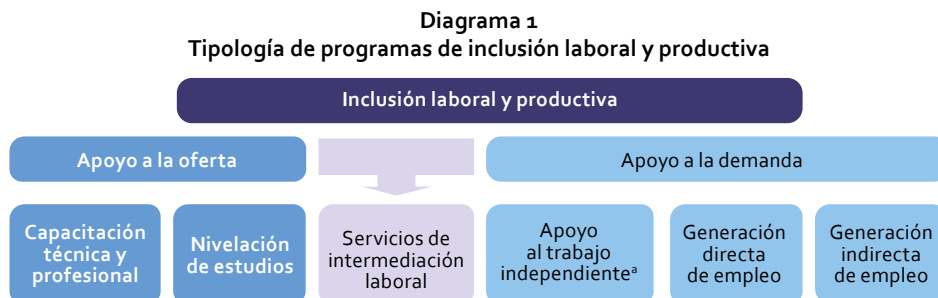 Diagrama 1
Tipología de programas de inclusión laboral y productiva
Inclusión laboral y productiva
Apoyo a la oferta
Apoyo a la demanda
Capacitación
técnica y
profesional
Nivelación
de estudios
Servicios de
intermediación
laboral
Apoyo
al trabajo
independienteª
Generación
directa
de empleo
Generación
indirecta
de empleo